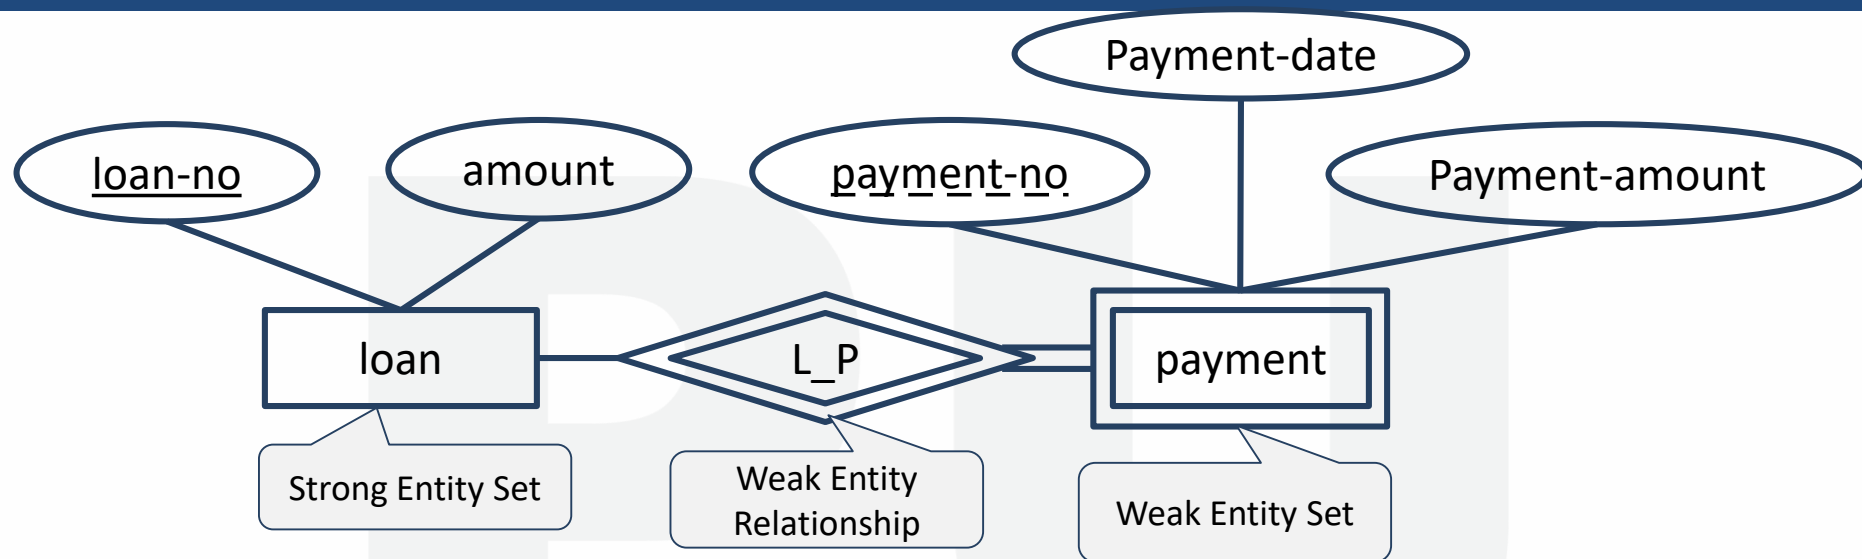 Payment-date
loan-no
amount
payment-no
Payment-amount
loan
L_P
payment
Strong Entity Set
Weak Entity
Relationship
Weak Entity Set